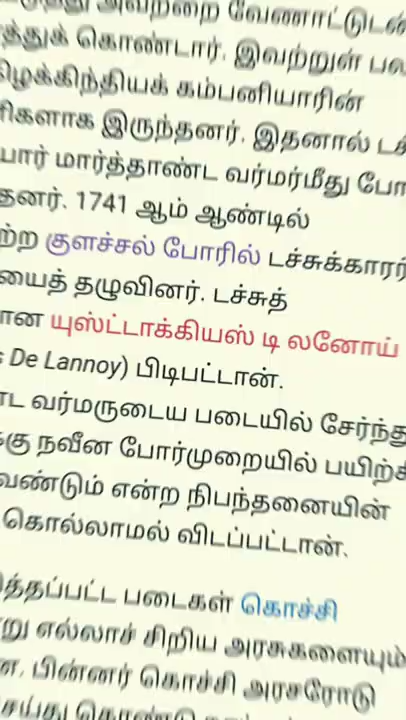 அவற்றை வேணாட்டுடன்
கொண்டார். இவற்றுள் பல
கிழக்கிந்தியக் கம்பனியாரின்
இருந்தனர். இதனால்
யார் மார்த்தாண்ட வர்மர்மீது போ
தனர். 1741 ஆம் ஆண்டில்
ற்ற குளச்சல் போரில் டச்சுக்காரர்
யைத் தழுவினர். டச்சுத்
ான யுஸ்ட்டாக்கியஸ் டி லனோய்
s De Lannoy) பிடிபட்டான்.
வர்மருடைய படையில் சேர்ந்து
கு நவீன போர்முறையில் பயிற்சி
வண்டும் என்ற நிபந்தனையின்
கொல்லாமல் விடப்பட்டான்.
த்தப்பட்ட படைகள் கொச்சி
று எல்லாச் சிறிய அரசுகளையும்
பின்னர் கொச்சி அரசரோடு